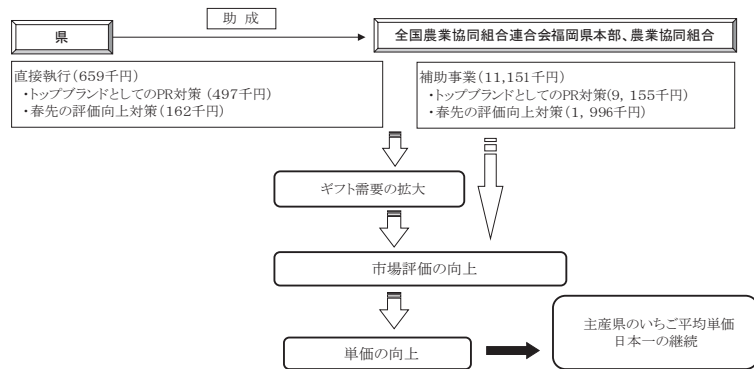 助 成
県
全国農業協同組合連合会福岡県本部、農業協同組合
直接執行(659千円)
・トップブランドとしてのPR対策 (497千円)
・春先の評価向上対策(162千円)
補助事業(11,151千円)
・トップブランドとしてのPR対策(9, 155千円)
・春先の評価向上対策(1, 996千円)
ギフト需要の拡大
市場評価の向上
単価の向上
主産県のいちご平均単価
日本一の継続